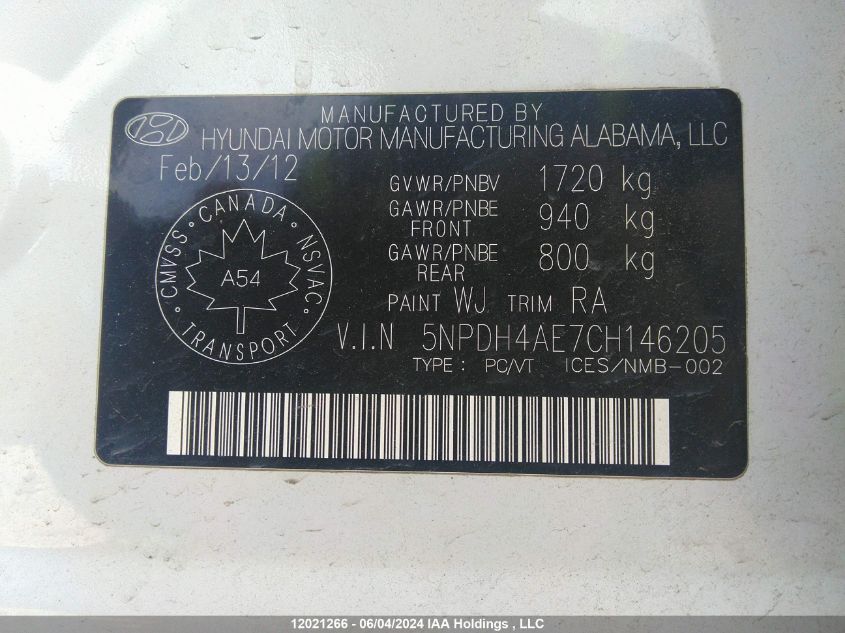 MANUFACTURED BY
HYUNDAI MOTOR MANUFACTURING ALABAMA, LLC
Feb/13/12
GVWR/PNBV 1720 kg
GAWR/PNBE FRONT 940 kg
GAWR/PNBE REAR 800 kg
CANADA
CMVSS NSVAC
A54
TRANSPORT
PAINT WJ TRIM RA
V.I.N 5NPDH4AE7CH146205
TYPE : PC/VT ICES/NMB-002
12021266 - 06/04/2024 IAA Holdings , LLC